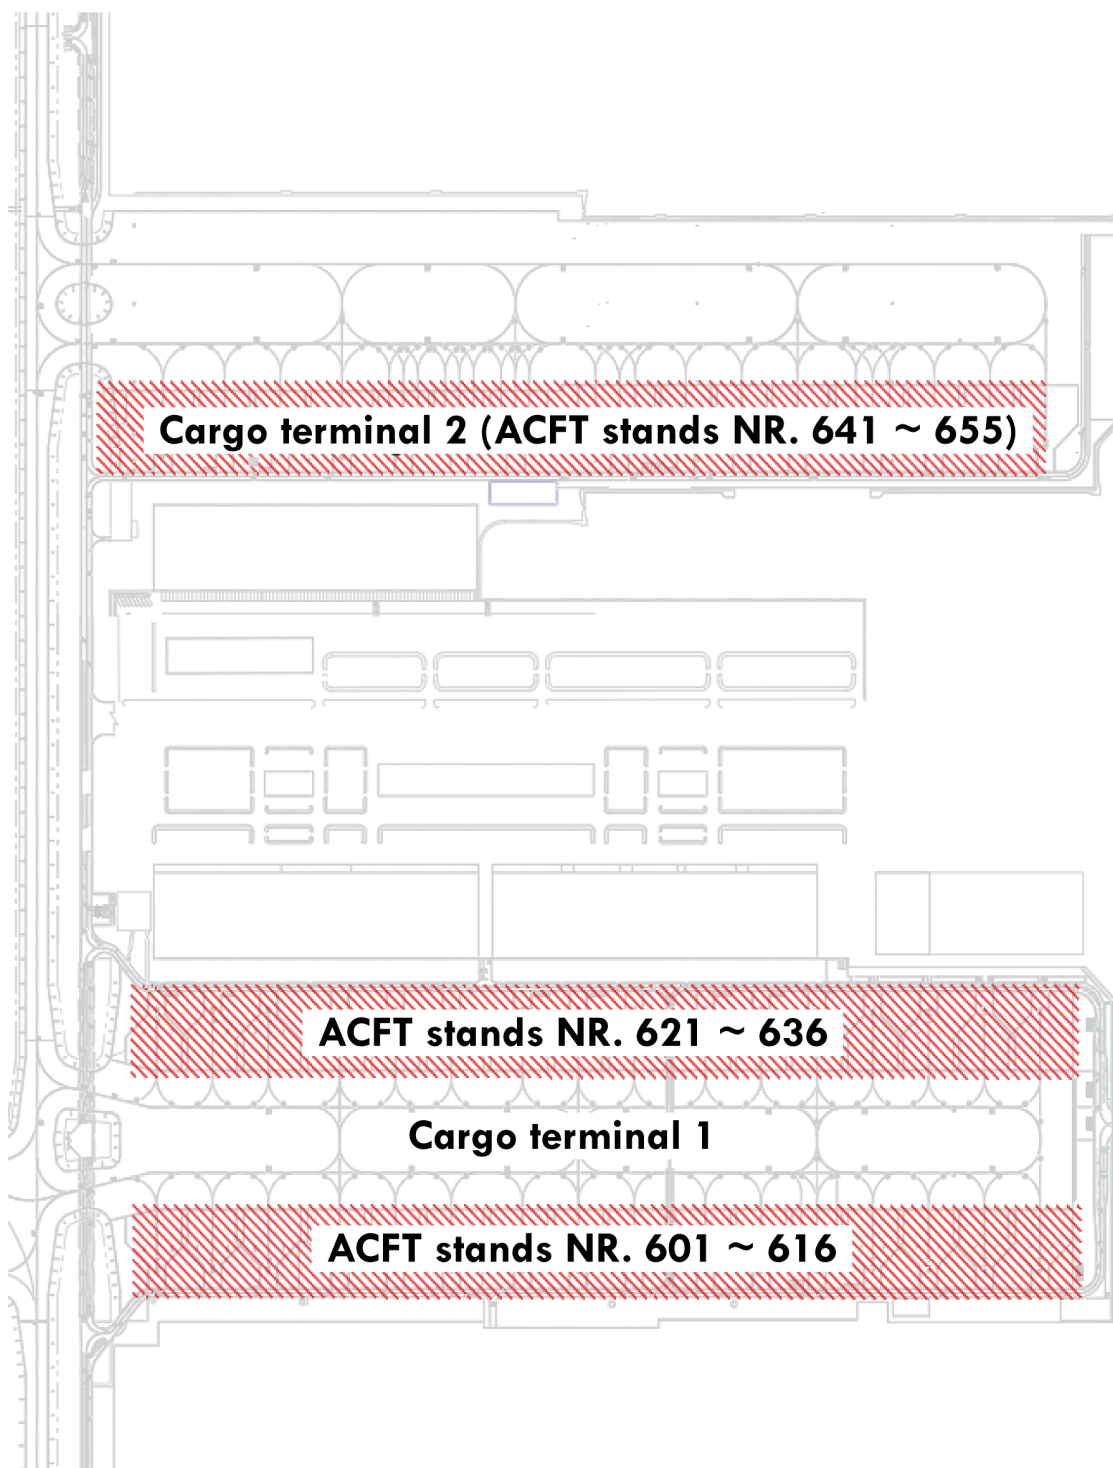 Cargo terminal 2 (ACFT stands NR. 641 ~ 655)
ACFT stands NR. 621 ~ 636
Cargo terminal 1
ACFT stands NR. 601 ~ 616